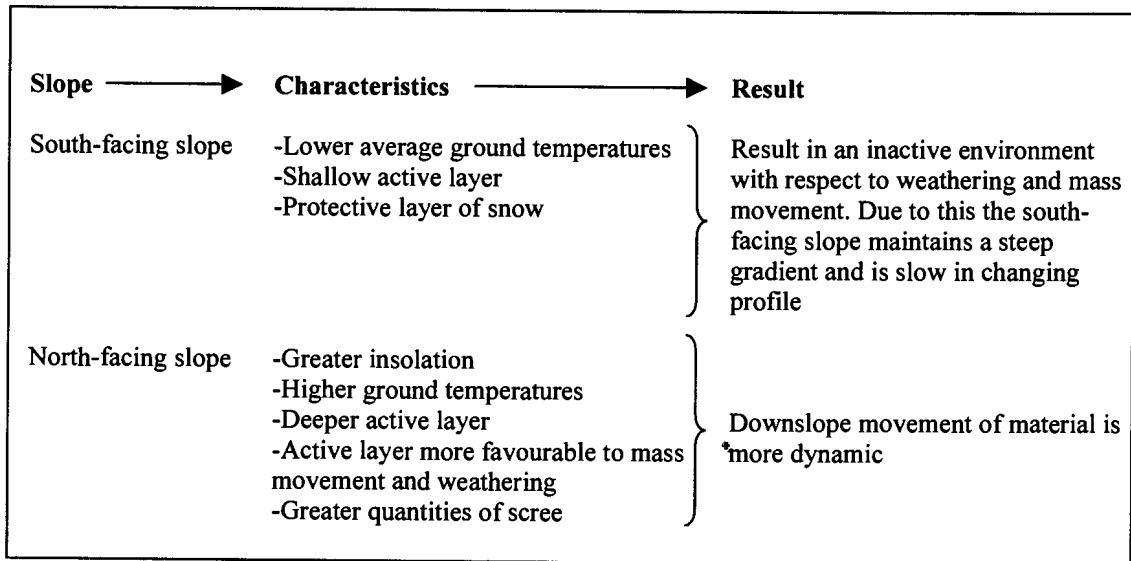 Slope Characteristics Result
South-facing slope
-Lower average ground temperatures
-Shallow active layer
-Protective layer of snow
Result in an inactive environment
with respect to weathering and mass
movement. Due to this the south-
facing slope maintains a steep
gradient and is slow in changing
profile
North-facing slope
-Greater insolation
-Higher ground temperatures
-Deeper active layer
-Active layer more favourable to mass
movement and weathering
-Greater quantities of scree
Downslope movement of material is
more dynamic